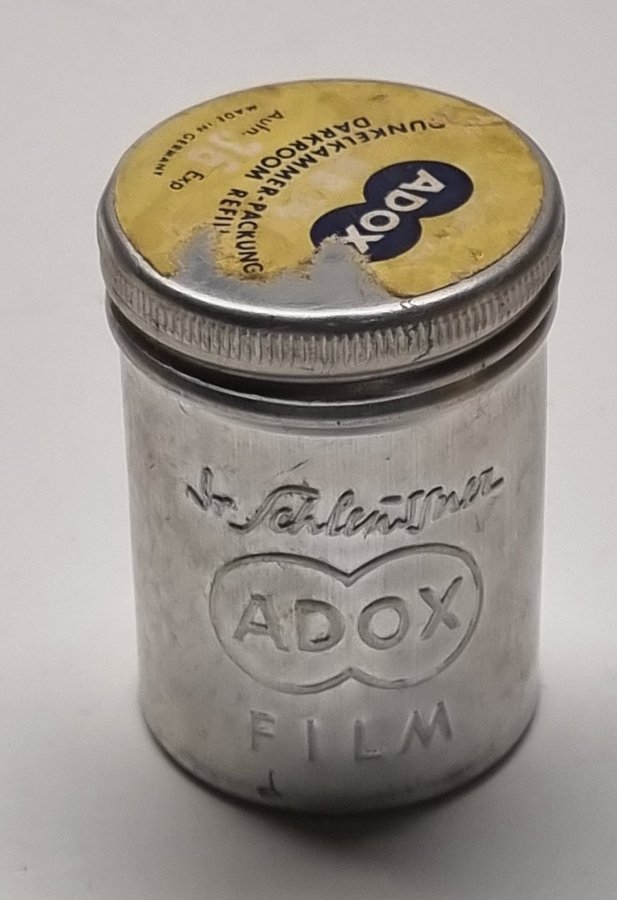 ADOX
DUNKELKAMMER-PACKUNG
DARKROOM REFILL
Aufn. 36 Exp
MADE IN GERMANY
Dr Schleussner
ADOX
FILM